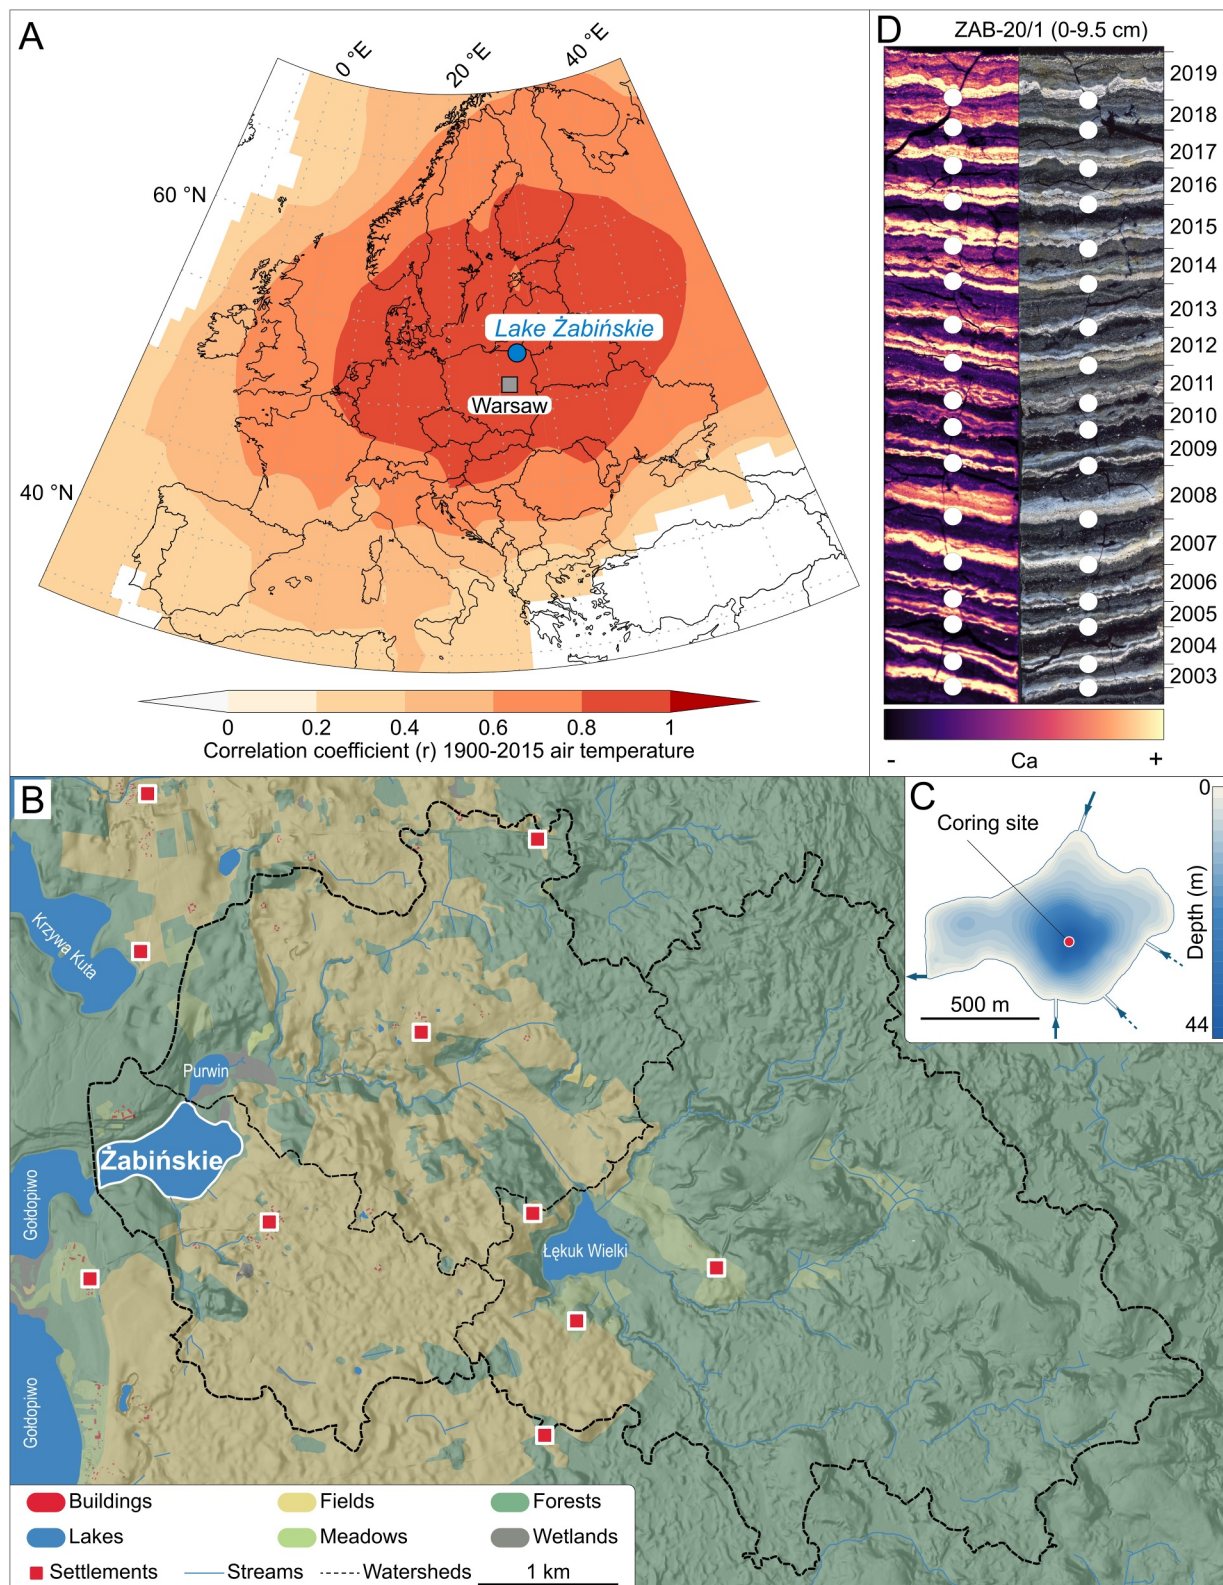 A
0 °E
20 °E
40 °E
60 °N
40 °N
Lake Żabińskie
Warsaw
0 0.2 0.4 0.6 0.8 1
Correlation coefficient (r) 1900-2015 air temperature
D ZAB-20/1 (0-9.5 cm)
2019
2018
2017
2016
2015
2014
2013
2012
2011
2010
2009
2008
2007
2006
2005
2004
2003
- Ca +
B
Krzywa Kuta
Purwin
Żabińskie
Gołdopiwo
Łękuk Wielki
Gołdopiwo
C
Coring site
500 m
0
Depth (m)
44
Buildings Fields Forests
Lakes Meadows Wetlands
Settlements Streams Watersheds 1 km